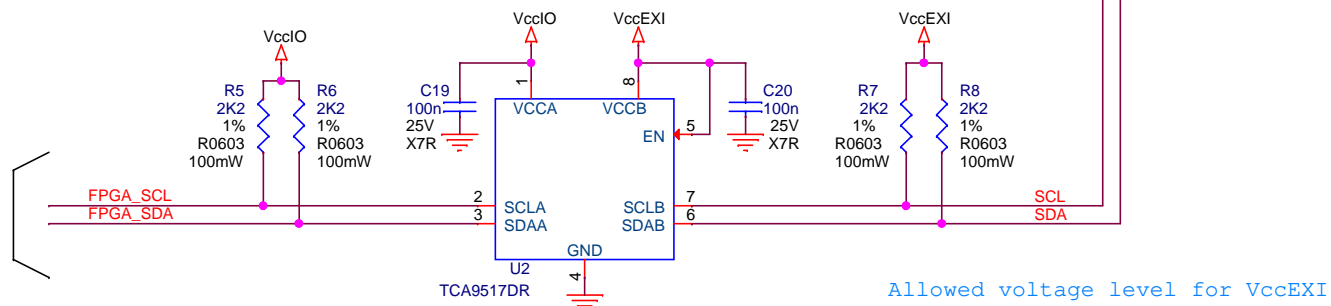 VccIO
VccIO
VccEXI
VccEXI
R5
2K2
1%
R0603
100mW
R6
2K2
1%
R0603
100mW
C19
100n
25V
X7R
1
VCCA
8
VCCB
5
EN
C20
100n
25V
X7R
R7
2K2
1%
R0603
100mW
R8
2K2
1%
R0603
100mW
FPGA_SCL
FPGA_SDA
2
SCLA
3
SDAA
7
SCLB
6
SDAB
SCL
SDA
GND
4
U2
TCA9517DR
Allowed voltage level for VccEXI